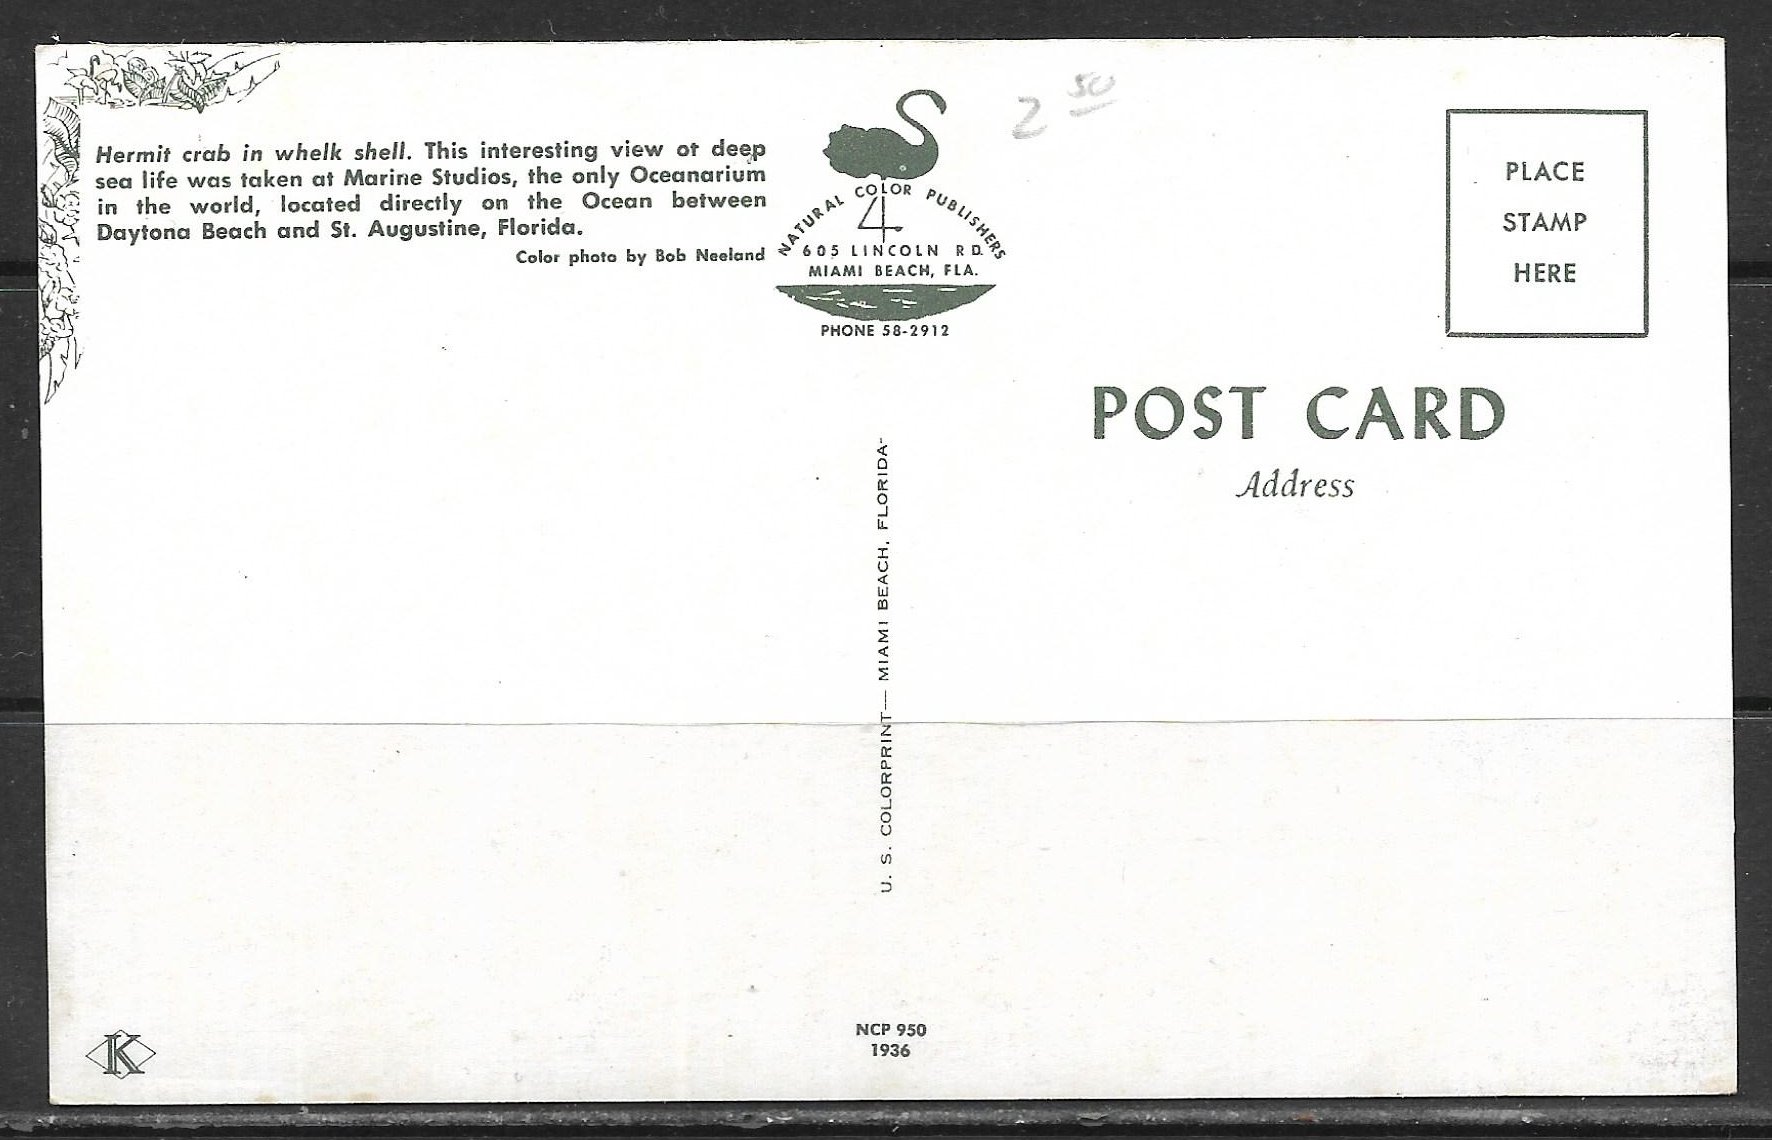 Hermit crab in whelk shell. This interesting view of deep
sea life was taken at Marine Studios, the only Oceanarium
in the world, located directly on the Ocean between
Daytona Beach and St. Augustine, Florida.
Color photo by Bob Neeland
NATURAL COLOR PUBLISHERS
4
605 LINCOLN RD.
MIAMI BEACH, FLA.
PHONE 58-2912
2 50
PLACE
STAMP
HERE
POST CARD
Address
U. S. COLORPRINT— MIAMI BEACH, FLORIDA-
K
NCP 950
1936